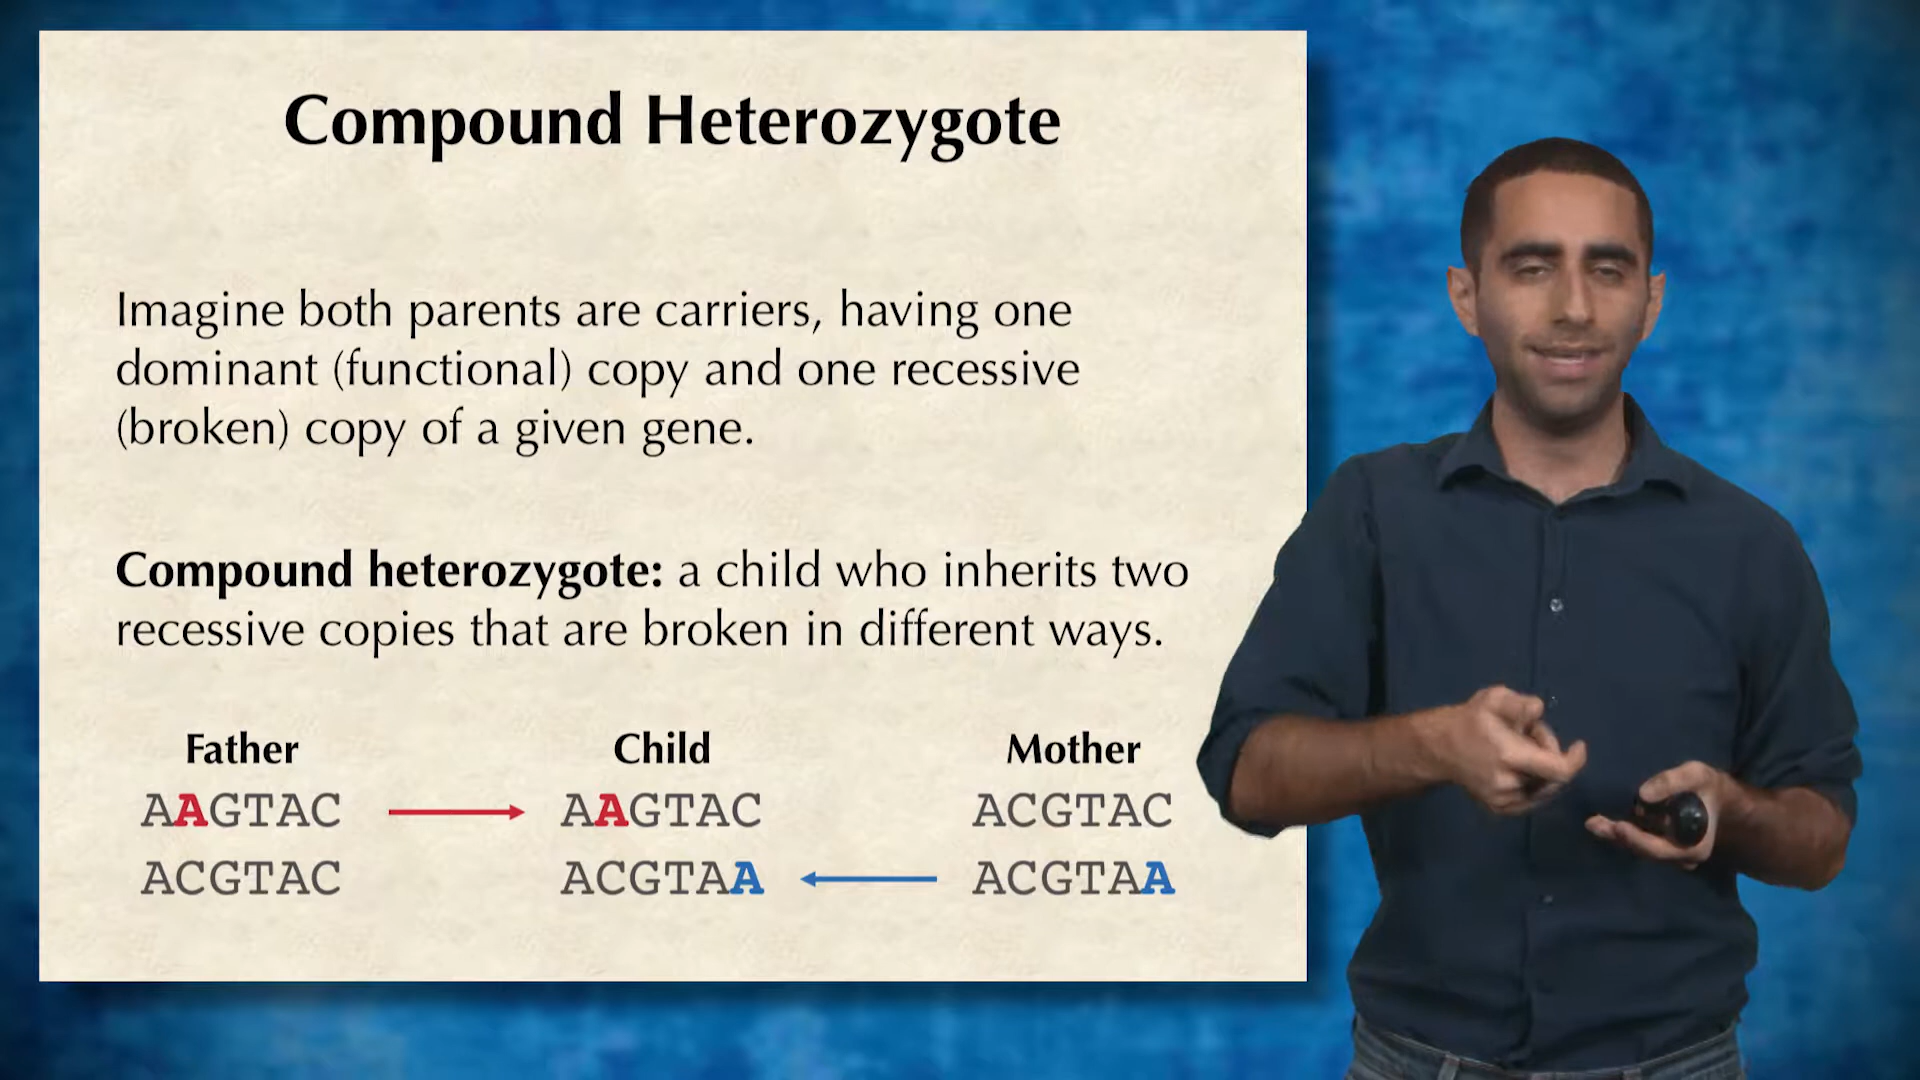 Compound Heterozygote
Imagine both parents are carriers, having one
dominant (functional) copy and one recessive
(broken) copy of a given gene.
Compound heterozygote: a child who inherits two
recessive copies that are broken in different ways.
Father Child Mother
AAGTAC AAGTAC ACGTAC
ACGTAC ACGTAA ACGTAA